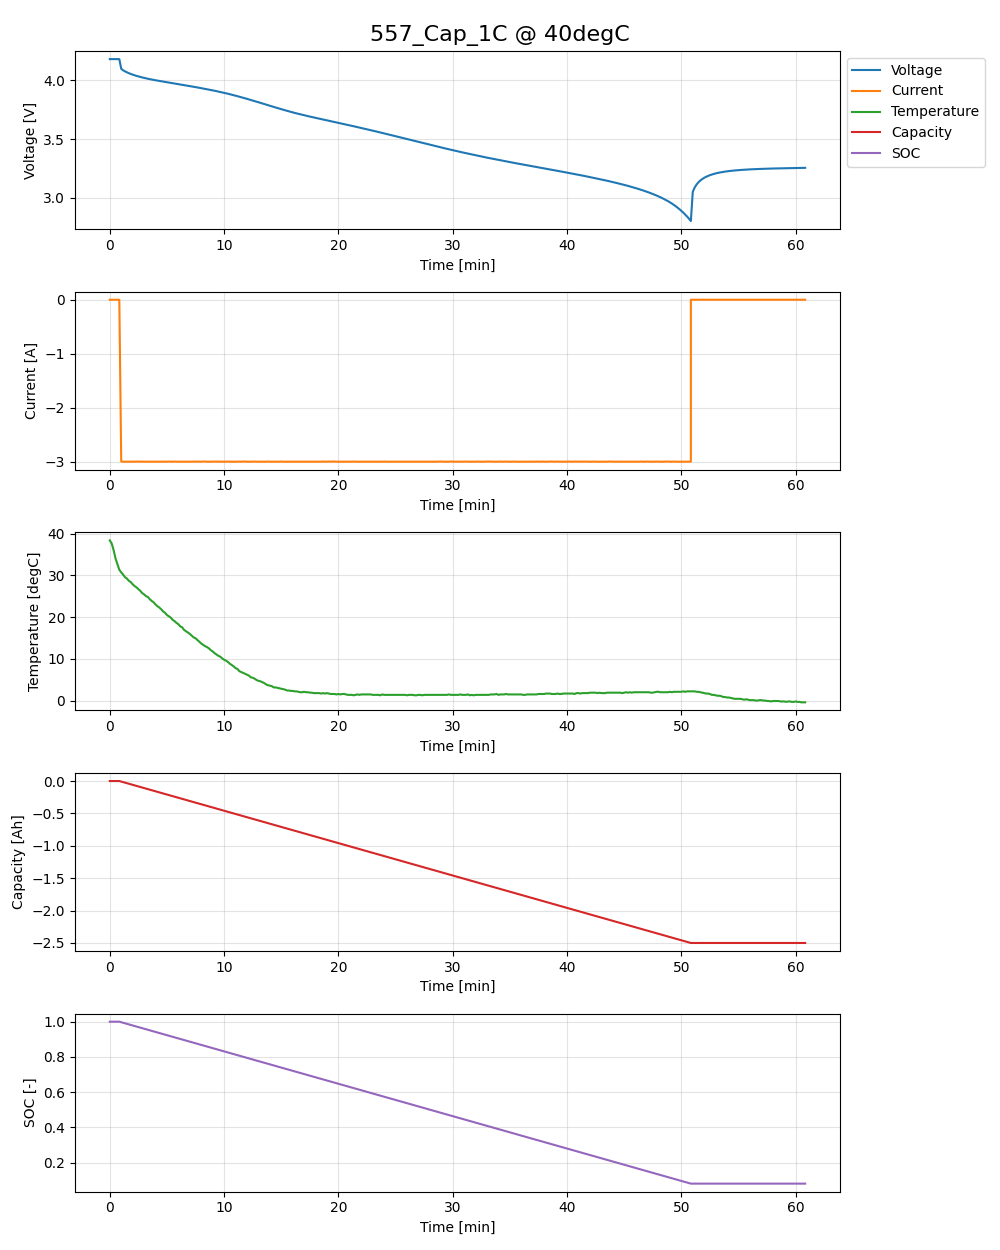 557_Cap_1C @ 40degC
Voltage [V]
4.0
3.5
3.0
0 10 20 30 40 50 60
Time [min]
Voltage
Current
Temperature
Capacity
SOC
Current [A]
0
−1
−2
−3
0 10 20 30 40 50 60
Time [min]
Temperature [degC]
40
30
20
10
0
0 10 20 30 40 50 60
Time [min]
Capacity [Ah]
0.0
−0.5
−1.0
−1.5
−2.0
−2.5
0 10 20 30 40 50 60
Time [min]
SOC [-]
1.0
0.8
0.6
0.4
0.2
0 10 20 30 40 50 60
Time [min]